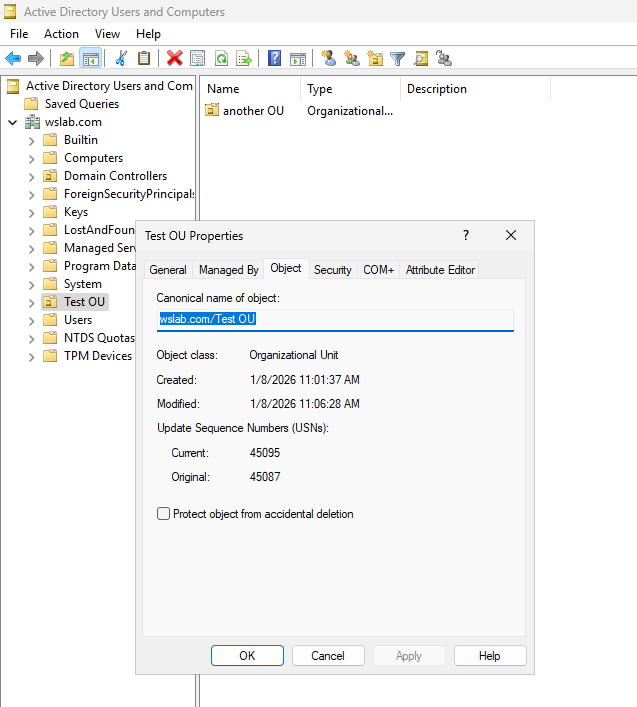 Active Directory Users and Computers
File Action View Help
Active Directory Users and Com
Saved Queries
wslab.com
Builtin
Computers
Domain Controllers
ForeignSecurityPrincipals
Keys
LostAndFoun
Managed Serv
Program Data
System
Test OU
Users
NTDS Quotas
TPM Devices
Name Type Description
another OU Organizational...
Test OU Properties
General Managed By Object Security COM+ Attribute Editor
Canonical name of object:
wslab.com/Test OU
Object class: Organizational Unit
Created: 1/8/2026 11:01:37 AM
Modified: 1/8/2026 11:06:28 AM
Update Sequence Numbers (USNs):
Current: 45095
Original: 45087
Protect object from accidental deletion
OK Cancel Apply Help